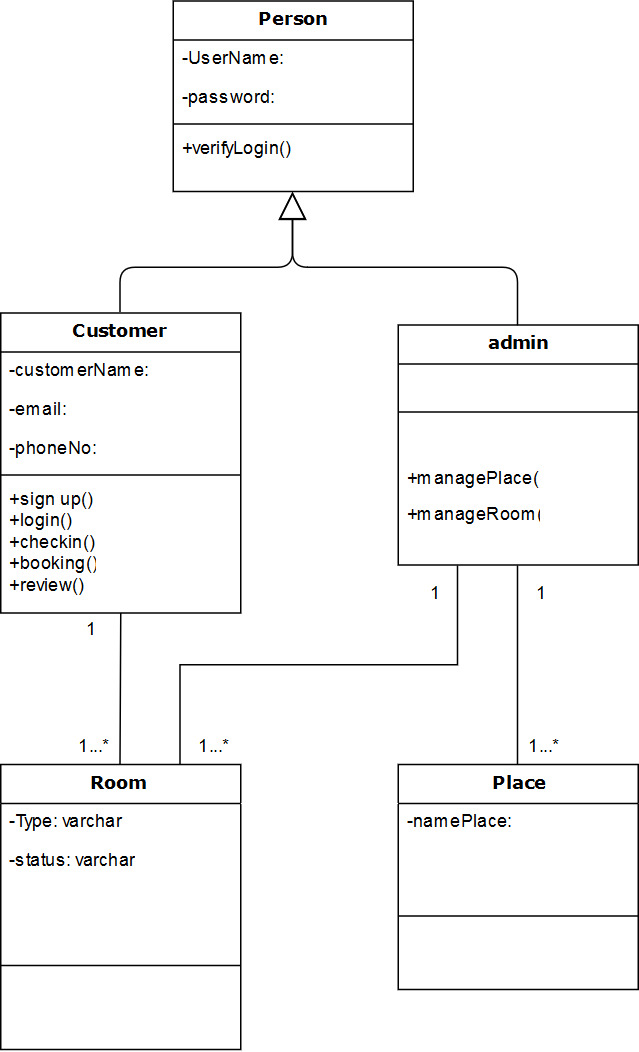 Person
-UserName:
-password:
+verifyLogin()
Customer
-customerName:
-email:
-phoneNo:
+sign up()
+login()
+checkin()
+booking()
+review()
admin
+managePlace(
+manageRoom(
1
1
1
1...*
1...*
1...*
Room
-Type: varchar
-status: varchar
Place
-namePlace: